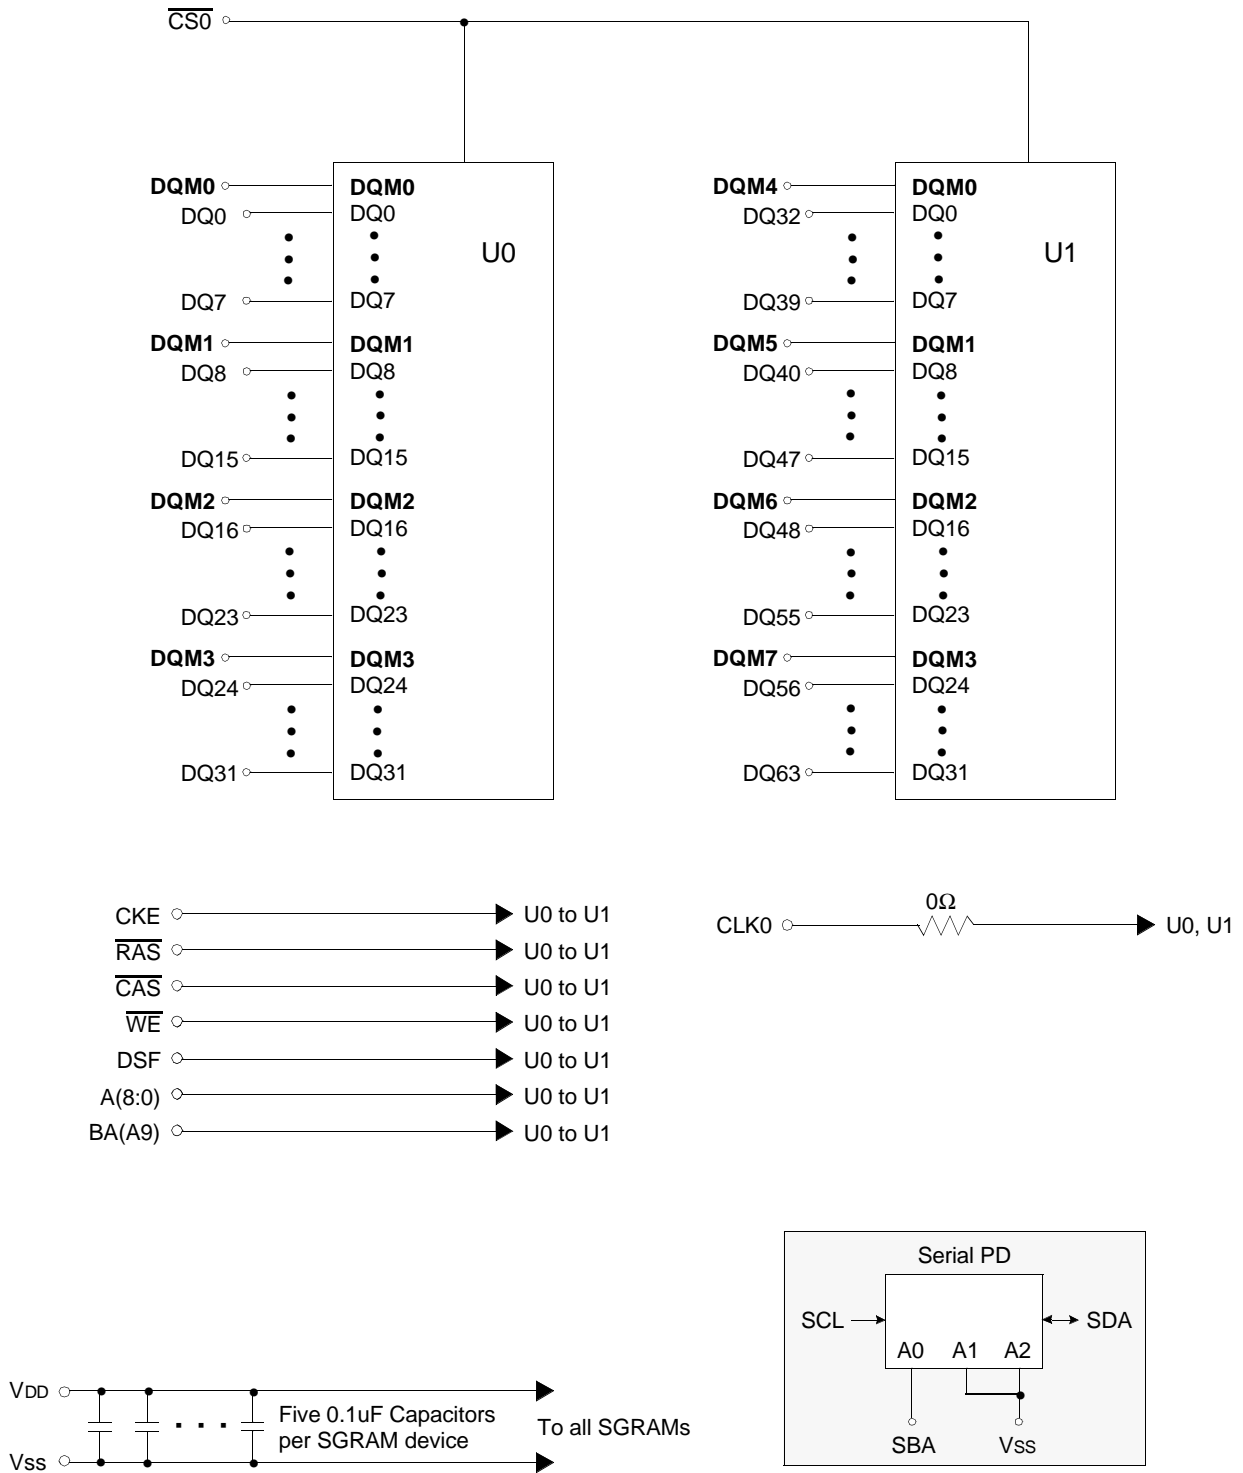 CS0
DQM0 DQM0
DQ0 DQ0
U0
DQ7 DQ7
DQM1 DQM1
DQ8 DQ8
DQ15 DQ15
DQM2 DQM2
DQ16 DQ16
DQ23 DQ23
DQM3 DQM3
DQ24 DQ24
DQ31 DQ31
DQM4 DQM0
DQ32 DQ0
U1
DQ39 DQ7
DQM5 DQM1
DQ40 DQ8
DQ47 DQ15
DQM6 DQM2
DQ48 DQ16
DQ55 DQ23
DQM7 DQM3
DQ56 DQ24
DQ63 DQ31
CKE U0 to U1
RAS U0 to U1
CAS U0 to U1
WE U0 to U1
DSF U0 to U1
A(8:0) U0 to U1
BA(A9) U0 to U1
0Ω
CLK0 U0, U1
VDD
Vss
Five 0.1uF Capacitors
per SGRAM device
To all SGRAMs
Serial PD
SCL SDA
A0 A1 A2
SBA Vss